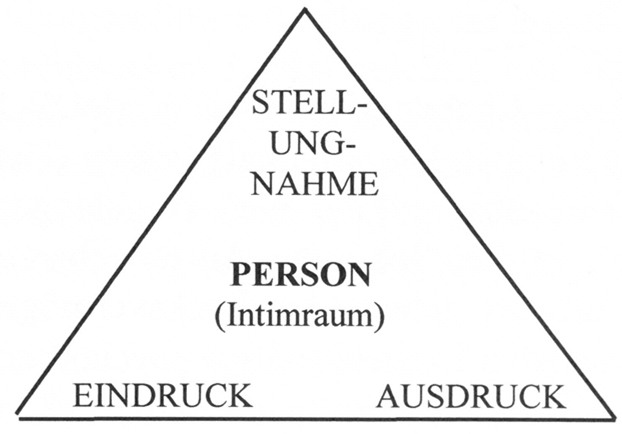 STELL-
UNG-
NAHME
PERSON
(Intimraum)
EINDRUCK AUSDRUCK